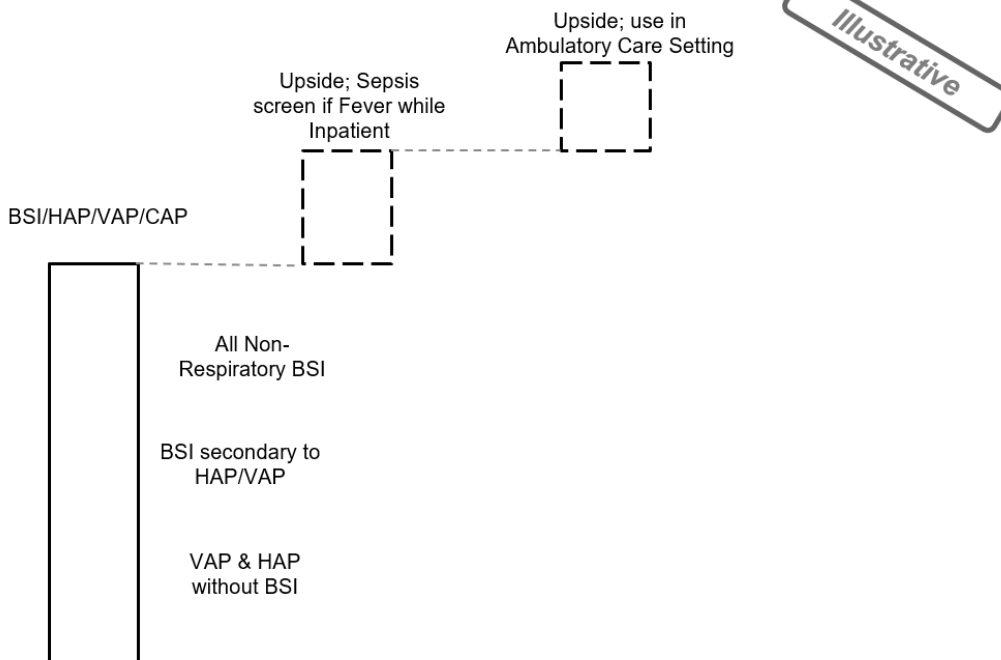 Illustrative
Upside; use in
Ambulatory Care Setting
Upside; Sepsis
screen if Fever while
Inpatient
BSI/HAP/VAP/CAP
All Non-
Respiratory BSI
BSI secondary to
HAP/VAP
VAP & HAP
without BSI